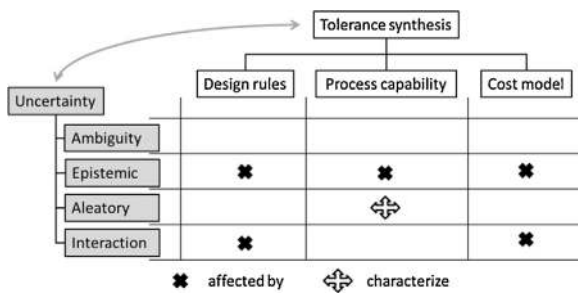 Tolerance synthesis
Design rules Process capability Cost model
Uncertainty
Ambiguity
Epistemic
Aleatory
Interaction
affected by characterize